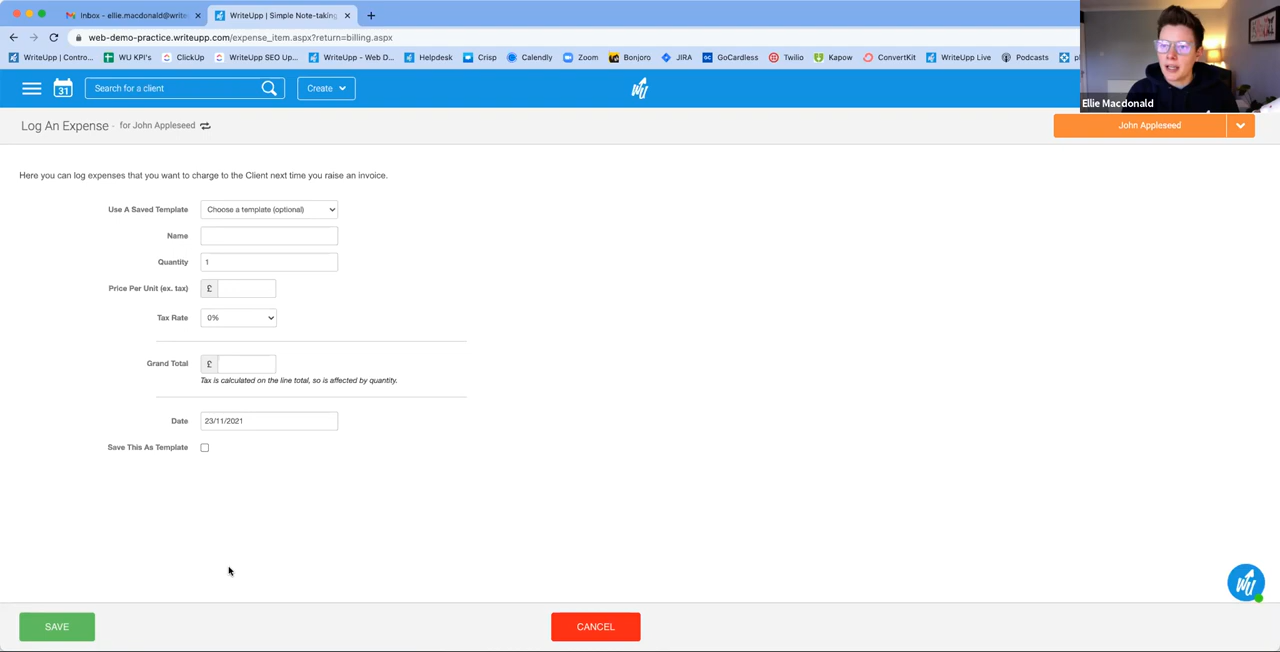 Inbox - ellie.macdonald@write
WriteUpp | Simple Note-taking
web-demo-practice.writeupp.com/expense_item.aspx?return=billing.aspx
WriteUpp | Contro...
WU KPI's
ClickUp
WriteUpp SEO Up...
WriteUpp - Web D...
Helpdesk
Crisp
Calendly
Zoom
Bonjoro
JIRA
GoCardless
Twilio
Kapow
ConvertKit
WriteUpp Live
Podcasts
31
Search for a client
Create
Ellie Macdonald
Log An Expense - for John Appleseed
John Appleseed
Here you can log expenses that you want to charge to the Client next time you raise an invoice.
Use A Saved Template Choose a template (optional)
Name
Quantity 1
Price Per Unit (ex. tax) £
Tax Rate 0%
Grand Total £
Tax is calculated on the line total, so is affected by quantity.
Date 23/11/2021
Save This As Template
SAVE
CANCEL